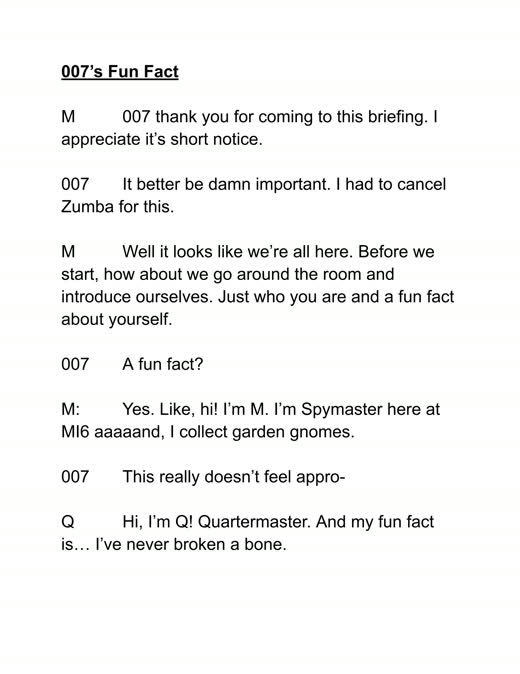 007’s Fun Fact
M 007 thank you for coming to this briefing. I
appreciate it’s short notice.
007 It better be damn important. I had to cancel
Zumba for this.
M Well it looks like we’re all here. Before we
start, how about we go around the room and
introduce ourselves. Just who you are and a fun fact
about yourself.
007 A fun fact?
M: Yes. Like, hi! I’m M. I’m Spymaster here at
MI6 aaaaand, I collect garden gnomes.
007 This really doesn’t feel appro-
Q Hi, I’m Q! Quartermaster. And my fun fact
is… I’ve never broken a bone.